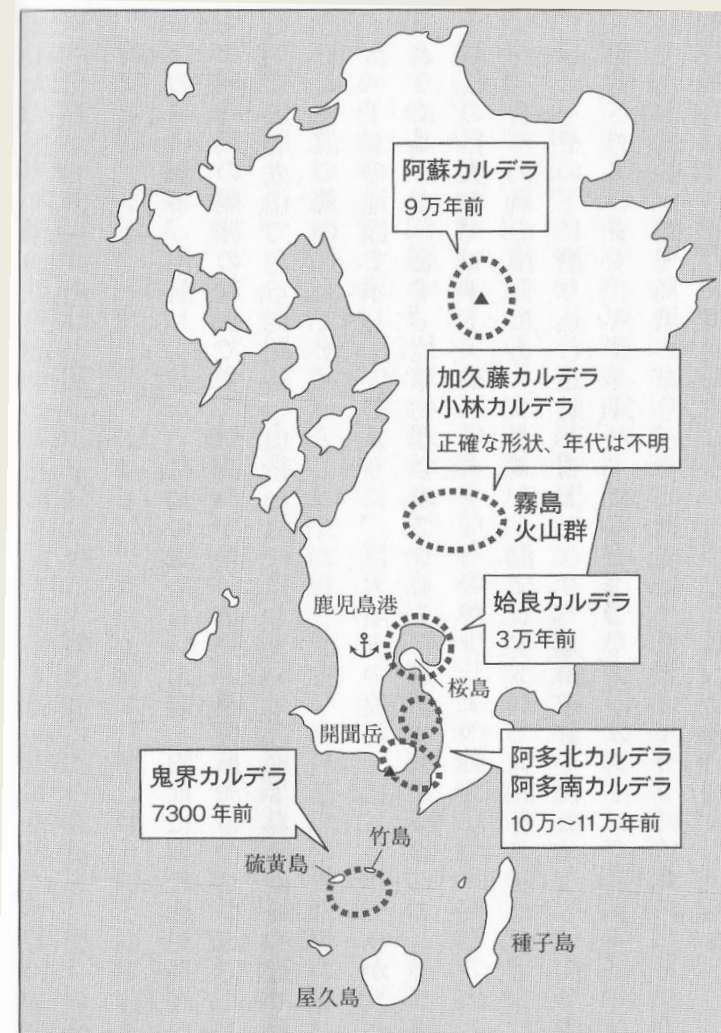 阿蘇カルデラ
9万年前
加久藤カルデラ
小林カルデラ
正確な形状、年代は不明
霧島
火山群
鹿児島港
姶良カルデラ
3万年前
桜島
開聞岳
阿多北カルデラ
阿多南カルデラ
10万〜11万年前
鬼界カルデラ
7300年前
竹島
硫黄島
種子島
屋久島